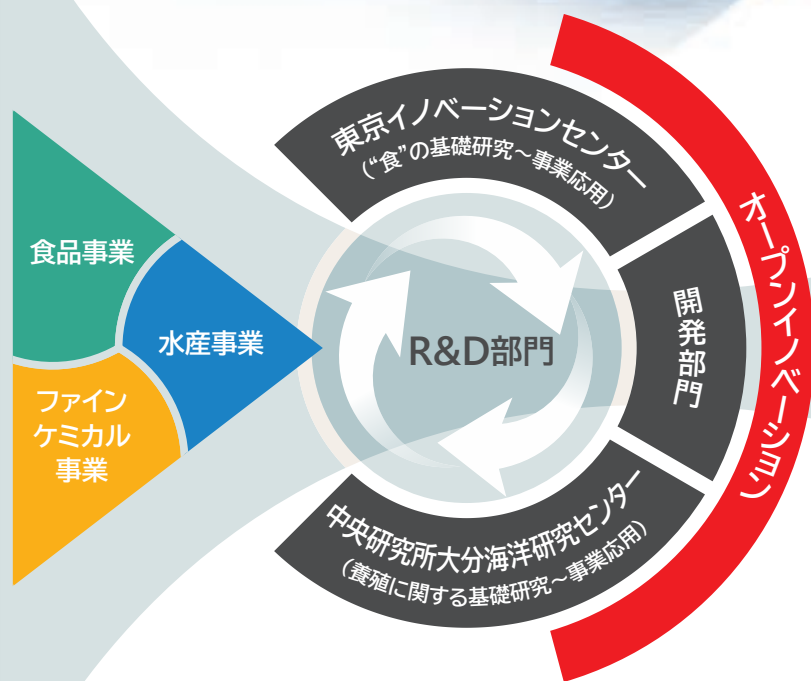 食品事業
水産事業
ファイン
ケミカル
事業
R&D部門
東京イノベーションセンター
(“食”の基礎研究~事業応用)
開発部門
中央研究所大分海洋研究センター
(養殖に関する基礎研究~事業応用)
オープンイノベーション